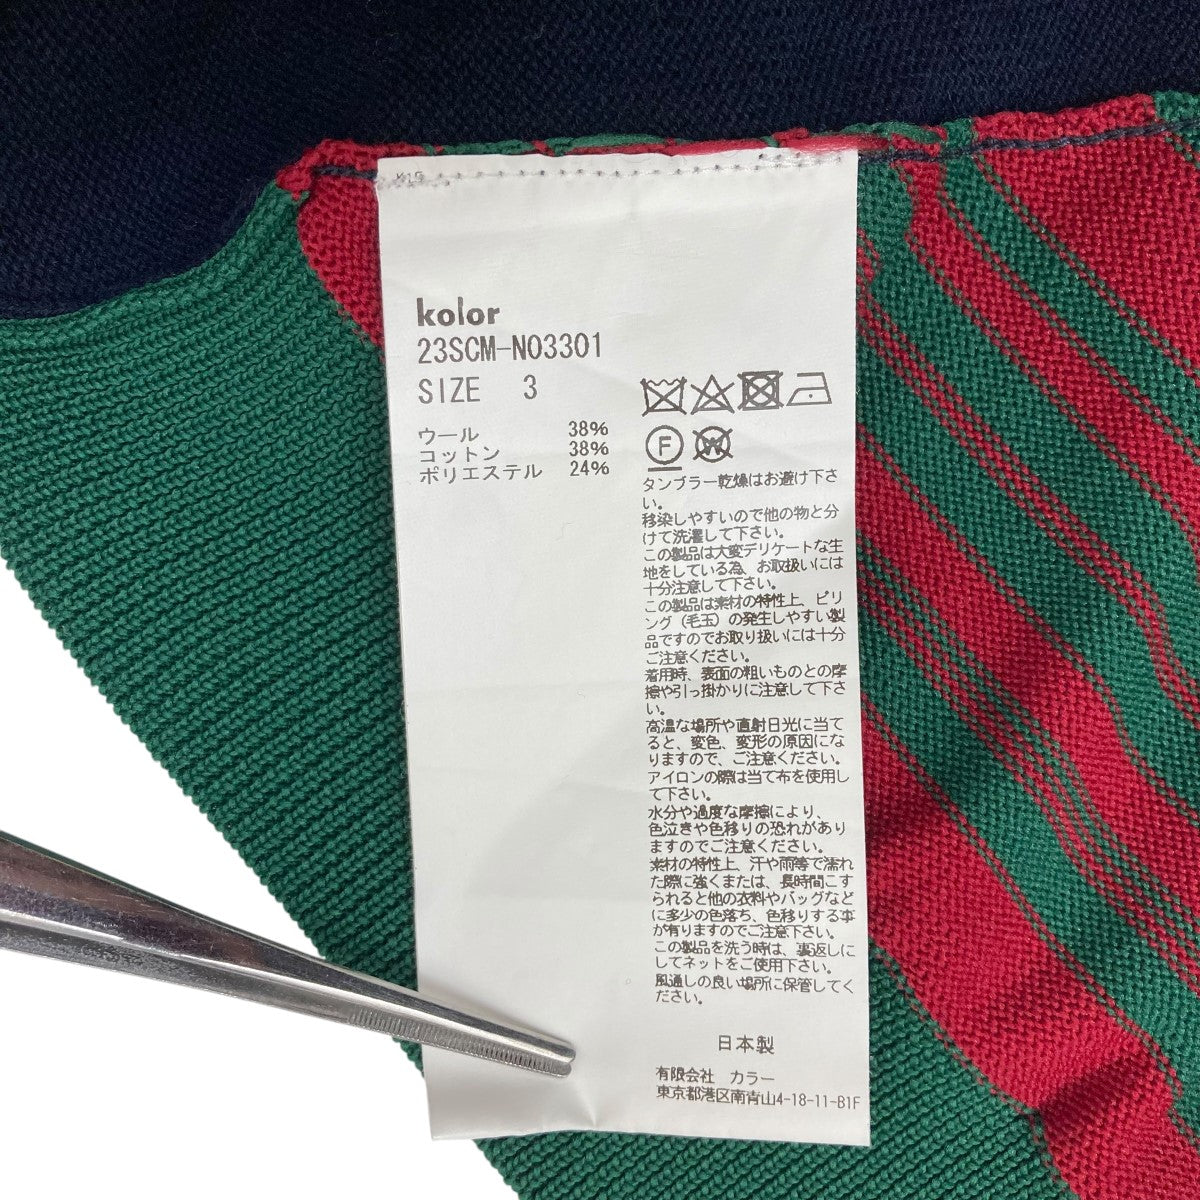 kolor
23SCM-N03301
SIZE 3
ウール 38%
コットン 38%
ポリエステル 24%
F
W
タンブラー乾燥はお避け下さ
い。
移染しやすいので他の物と分
けて洗濯して下さい。
この製品は大変デリケートな生
地をしている為、お取扱いには
十分注意して下さい。
この製品は素材の特性上、ピリ
ング(毛玉)の発生しやすい製
品ですのでお取り扱いには十分
ご注意ください。
着用時、表面の粗いものとの摩
擦や引っ掛かりに注意して下さ
い。
高温な場所や直射日光に当て
ると、変色、変形の原因になり
ますので、ご注意ください。
アイロンの際は当て布を使用し
て下さい。
水分や過度な摩擦により、
色泣きや色移りの恐れがあり
ますのでご注意ください。
素材の特性上、汗や雨等で濡れ
た際に強くまたは、長時間こす
られると他の衣料やバッグなど
に多少の色落ち、色移りする事
が有りますのでご注意下さい。
この製品を洗う時は、裏返しに
してネットをご使用下さい。
風通しの良い場所に保管してく
ださい。
日本製
有限会社 カラー
東京都港区南青山4-18-11-B1F